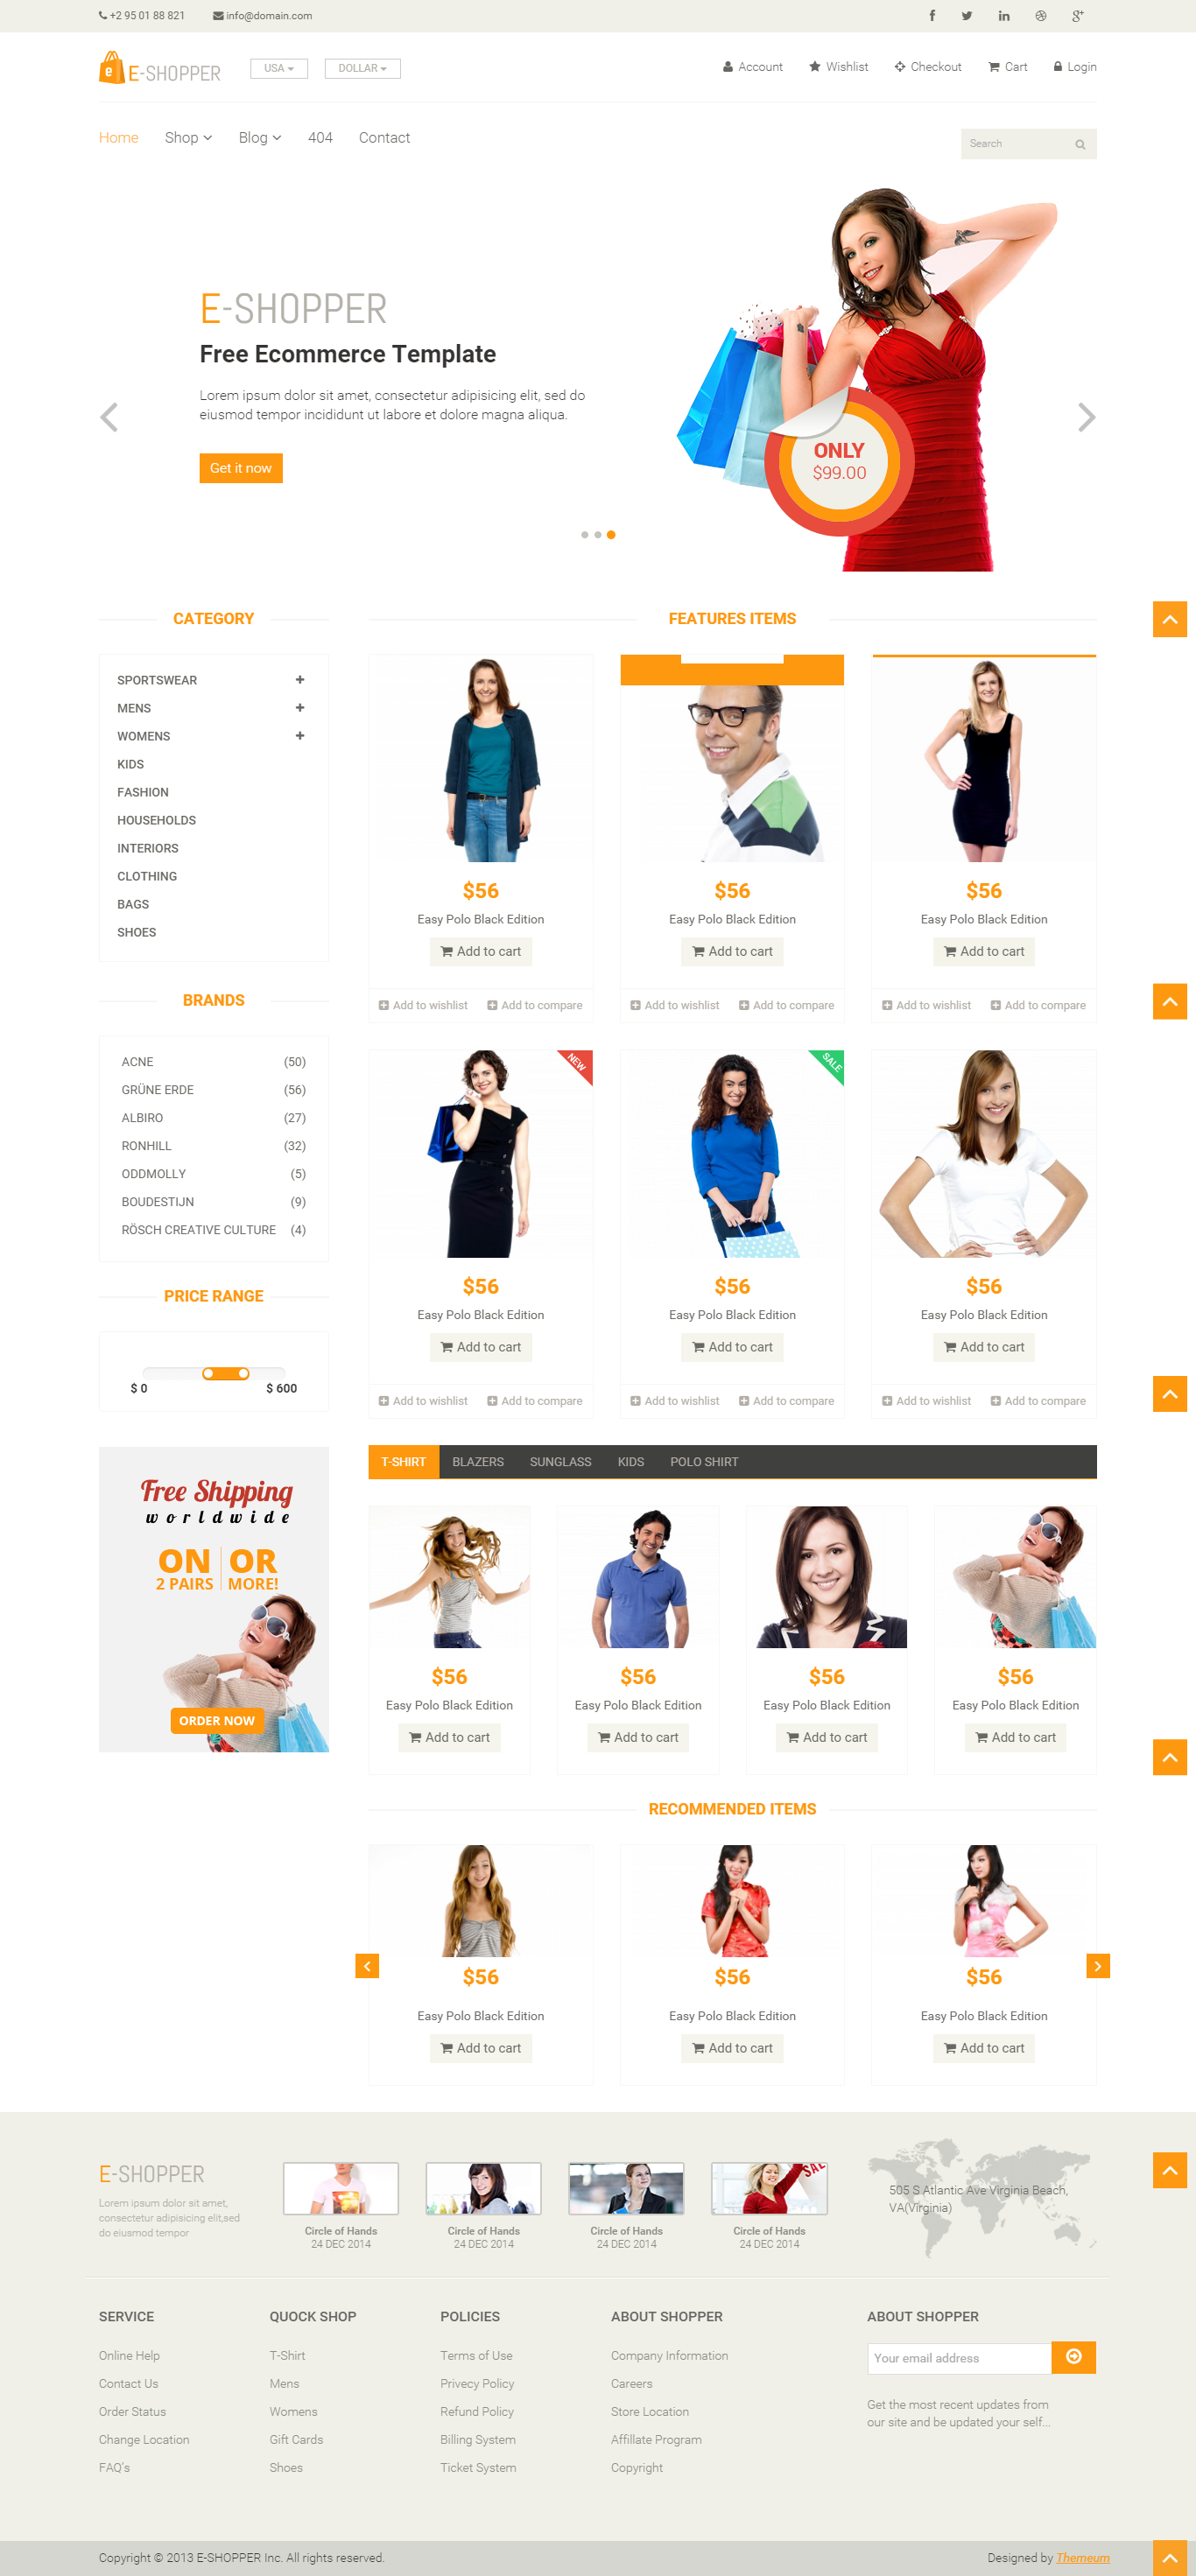 +2 95 01 88 821 info@domain.com
E-SHOPPER USA DOLLAR Account Wishlist Checkout Cart Login
Home Shop Blog 404 Contact Search
E-SHOPPER
Free Ecommerce Template
Lorem ipsum dolor sit amet, consectetur adipisicing elit, sed do
eiusmod tempor incididunt ut labore et dolore magna aliqua.
Get it now
ONLY
$99.00
CATEGORY
SPORTSWEAR
MENS
WOMENS
KIDS
FASHION
HOUSEHOLDS
INTERIORS
CLOTHING
BAGS
SHOES
BRANDS
ACNE (50)
GRÜNE ERDE (56)
ALBIRO (27)
RONHILL (32)
ODDMOLLY (5)
BOUDESTIJN (9)
RÖSCH CREATIVE CULTURE (4)
PRICE RANGE
$ 0 $ 600
Free Shipping
worldwide
ON OR
2 PAIRS MORE!
ORDER NOW
FEATURES ITEMS
$56 $56 $56
Easy Polo Black Edition Easy Polo Black Edition Easy Polo Black Edition
Add to cart Add to cart Add to cart
Add to wishlist Add to compare Add to wishlist Add to compare Add to wishlist Add to compare
NEW SALE
$56 $56 $56
Easy Polo Black Edition Easy Polo Black Edition Easy Polo Black Edition
Add to cart Add to cart Add to cart
Add to wishlist Add to compare Add to wishlist Add to compare Add to wishlist Add to compare
T-SHIRT BLAZERS SUNGLASS KIDS POLO SHIRT
$56 $56 $56 $56
Easy Polo Black Edition Easy Polo Black Edition Easy Polo Black Edition Easy Polo Black Edition
Add to cart Add to cart Add to cart Add to cart
RECOMMENDED ITEMS
$56 $56 $56
Easy Polo Black Edition Easy Polo Black Edition Easy Polo Black Edition
Add to cart Add to cart Add to cart
E-SHOPPER
Lorem ipsum dolor sit amet,
consectetur adipisicing elit,sed
do eiusmod tempor
SALE
Circle of Hands Circle of Hands Circle of Hands Circle of Hands
24 DEC 2014 24 DEC 2014 24 DEC 2014 24 DEC 2014
505 S Atlantic Ave Virginia Beach,
VA(Virginia)
SERVICE
Online Help
Contact Us
Order Status
Change Location
FAQ's
QUOCK SHOP
T-Shirt
Mens
Womens
Gift Cards
Shoes
POLICIES
Terms of Use
Privecy Policy
Refund Policy
Billing System
Ticket System
ABOUT SHOPPER
Company Information
Careers
Store Location
Affillate Program
Copyright
ABOUT SHOPPER
Your email address
Get the most recent updates from
our site and be updated your self...
Copyright © 2013 E-SHOPPER Inc. All rights reserved. Designed by Themeum